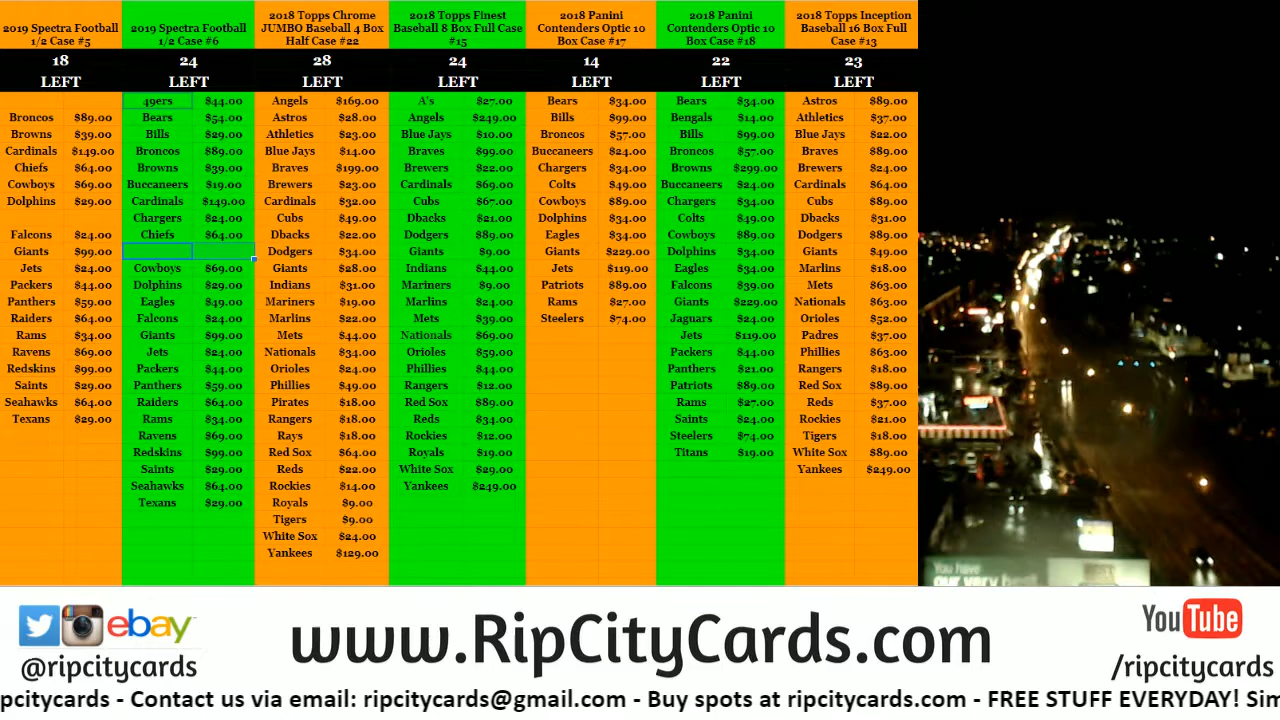 2019 Spectra Football 1/2 Case #5
18
LEFT
Broncos $89.00
Browns $39.00
Cardinals $149.00
Chiefs $64.00
Cowboys $69.00
Dolphins $29.00
Falcons $24.00
Giants $99.00
Jets $24.00
Packers $44.00
Panthers $59.00
Raiders $64.00
Rams $34.00
Ravens $69.00
Redskins $99.00
Saints $29.00
Seahawks $64.00
Texans $29.00
2019 Spectra Football 1/2 Case #6
24
LEFT
49ers $44.00
Bears $54.00
Bills $29.00
Broncos $89.00
Browns $39.00
Buccaneers $19.00
Cardinals $149.00
Chargers $24.00
Chiefs $64.00
Cowboys $69.00
Dolphins $29.00
Eagles $49.00
Falcons $24.00
Giants $99.00
Jets $24.00
Packers $44.00
Panthers $59.00
Raiders $64.00
Rams $34.00
Ravens $69.00
Redskins $99.00
Saints $29.00
Seahawks $64.00
Texans $29.00
2018 Topps Chrome JUMBO Baseball 4 Box Half Case #22
28
LEFT
Angels $169.00
Astros $28.00
Athletics $23.00
Blue Jays $14.00
Braves $199.00
Brewers $23.00
Cardinals $32.00
Cubs $49.00
Dbacks $22.00
Dodgers $34.00
Giants $28.00
Indians $31.00
Mariners $19.00
Marlins $22.00
Mets $44.00
Nationals $34.00
Orioles $24.00
Phillies $49.00
Pirates $18.00
Rangers $18.00
Rays $18.00
Red Sox $64.00
Reds $22.00
Rockies $14.00
Royals $9.00
Tigers $9.00
White Sox $24.00
Yankees $129.00
2018 Topps Finest Baseball 8 Box Full Case #15
24
LEFT
A's $27.00
Angels $249.00
Blue Jays $10.00
Braves $99.00
Brewers $22.00
Cardinals $69.00
Cubs $67.00
Dbacks $21.00
Dodgers $89.00
Giants $9.00
Indians $44.00
Mariners $9.00
Marlins $24.00
Mets $39.00
Nationals $69.00
Orioles $59.00
Phillies $44.00
Rangers $12.00
Red Sox $89.00
Reds $34.00
Rockies $12.00
Royals $19.00
White Sox $29.00
Yankees $249.00
2018 Panini Contenders Optic 10 Box Case #17
14
LEFT
Bears $34.00
Bills $99.00
Broncos $57.00
Buccaneers $24.00
Chargers $34.00
Colts $49.00
Cowboys $89.00
Dolphins $34.00
Eagles $34.00
Giants $229.00
Jets $119.00
Patriots $89.00
Rams $27.00
Steelers $74.00
2018 Panini Contenders Optic 10 Box Case #18
22
LEFT
Bears $34.00
Bengals $14.00
Bills $99.00
Broncos $57.00
Browns $299.00
Buccaneers $24.00
Chargers $34.00
Colts $49.00
Cowboys $89.00
Dolphins $34.00
Eagles $34.00
Falcons $39.00
Giants $229.00
Jaguars $24.00
Jets $119.00
Packers $44.00
Panthers $21.00
Patriots $89.00
Rams $27.00
Saints $24.00
Steelers $74.00
Titans $19.00
2018 Topps Inception Baseball 16 Box Full Case #13
23
LEFT
Astros $89.00
Athletics $37.00
Blue Jays $22.00
Braves $89.00
Brewers $24.00
Cardinals $64.00
Cubs $89.00
Dbacks $31.00
Dodgers $89.00
Giants $49.00
Marlins $18.00
Mets $63.00
Nationals $63.00
Orioles $52.00
Padres $37.00
Phillies $63.00
Rangers $18.00
Red Sox $89.00
Reds $37.00
Rockies $21.00
Tigers $18.00
White Sox $89.00
Yankees $249.00
You have
our very best
ebay
@ripcitycards
www.RipCityCards.com
YouTube
/ripcitycards
pcitycards - Contact us via email: ripcitycards@gmail.com - Buy spots at ripcitycards.com - FREE STUFF EVERYDAY! Sim